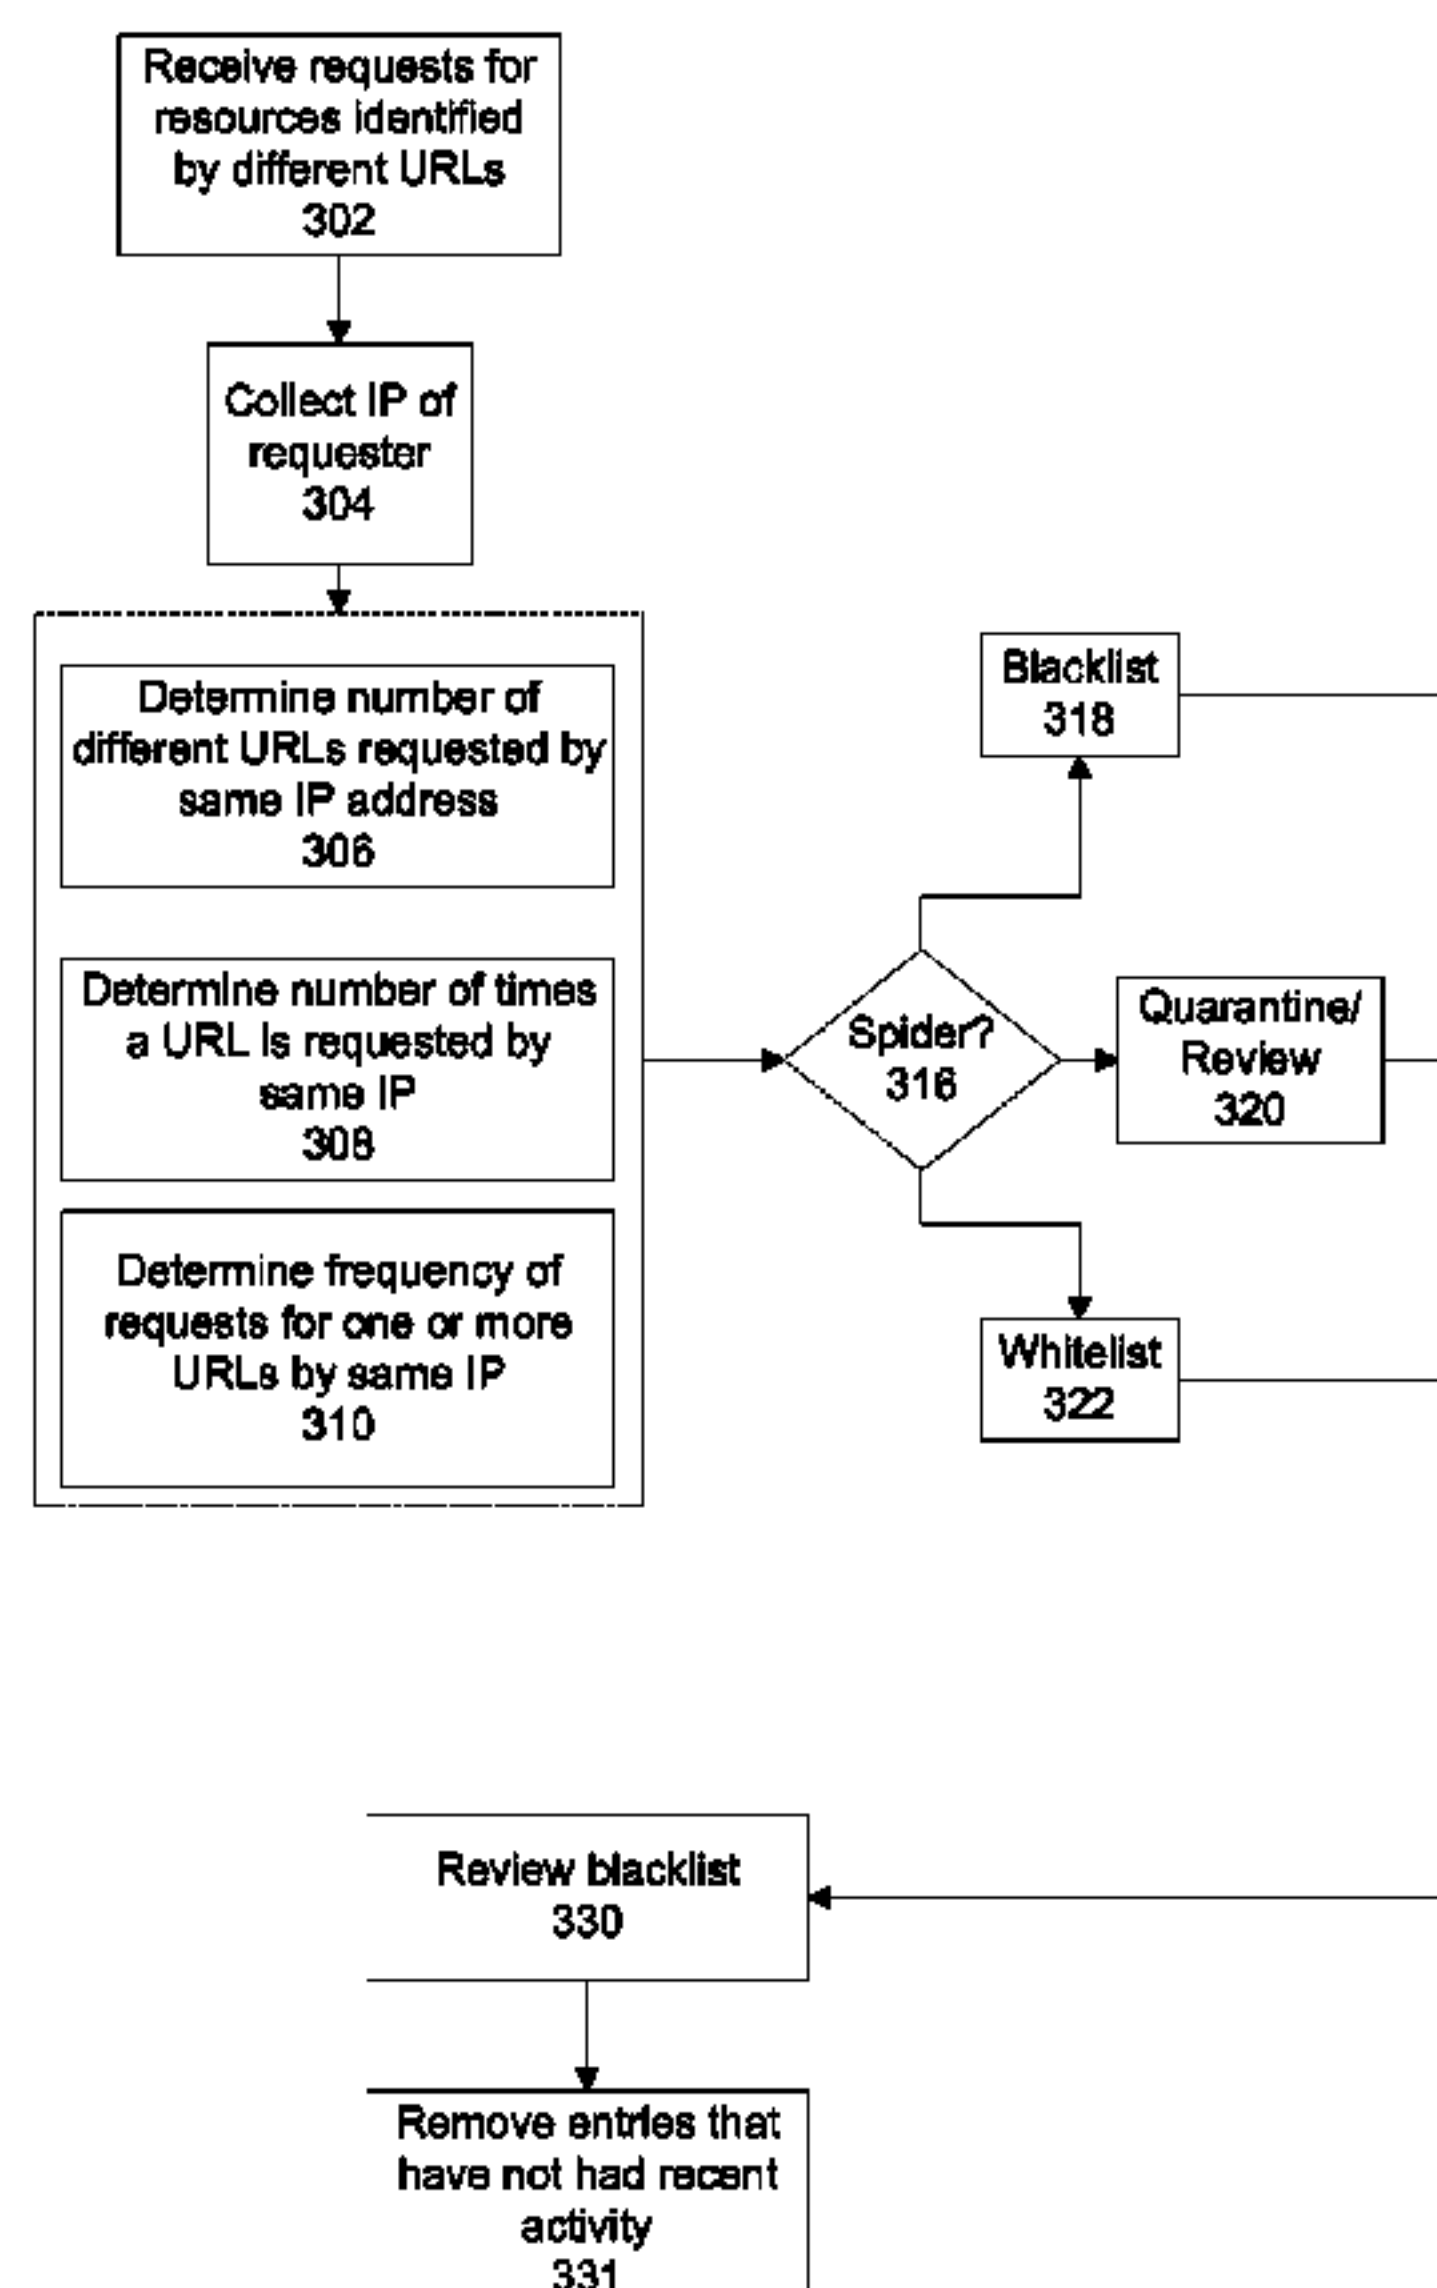 Receive requests for
resources identified
by different URLs
302
Collect IP of
requester
304
Determine number of
different URLs requested by
same IP address
306
Determine number of times
a URL is requested by
same IP
308
Determine frequency of
requests for one or more
URLs by same IP
310
Spider?
316
Blacklist
318
Quarantine/
Review
320
Whitelist
322
Review blacklist
330
Remove entries that
have not had recent
activity
331